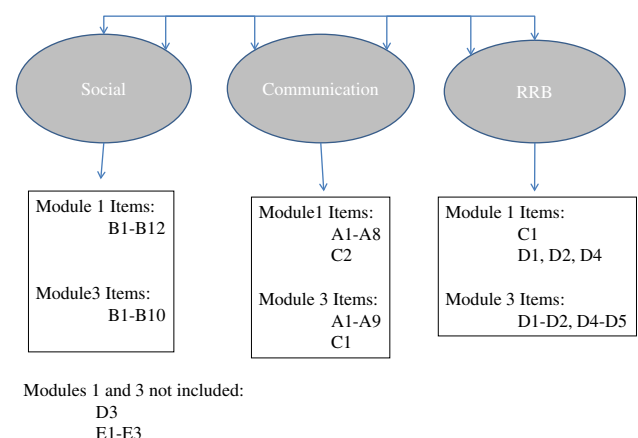 Social
Communication
RRB
Module 1 Items:
B1-B12
Module3 Items:
B1-B10
Module1 Items:
A1-A8
C2
Module 3 Items:
A1-A9
C1
Module 1 Items:
C1
D1, D2, D4
Module 3 Items:
D1-D2, D4-D5
Modules 1 and 3 not included:
D3
E1-E3